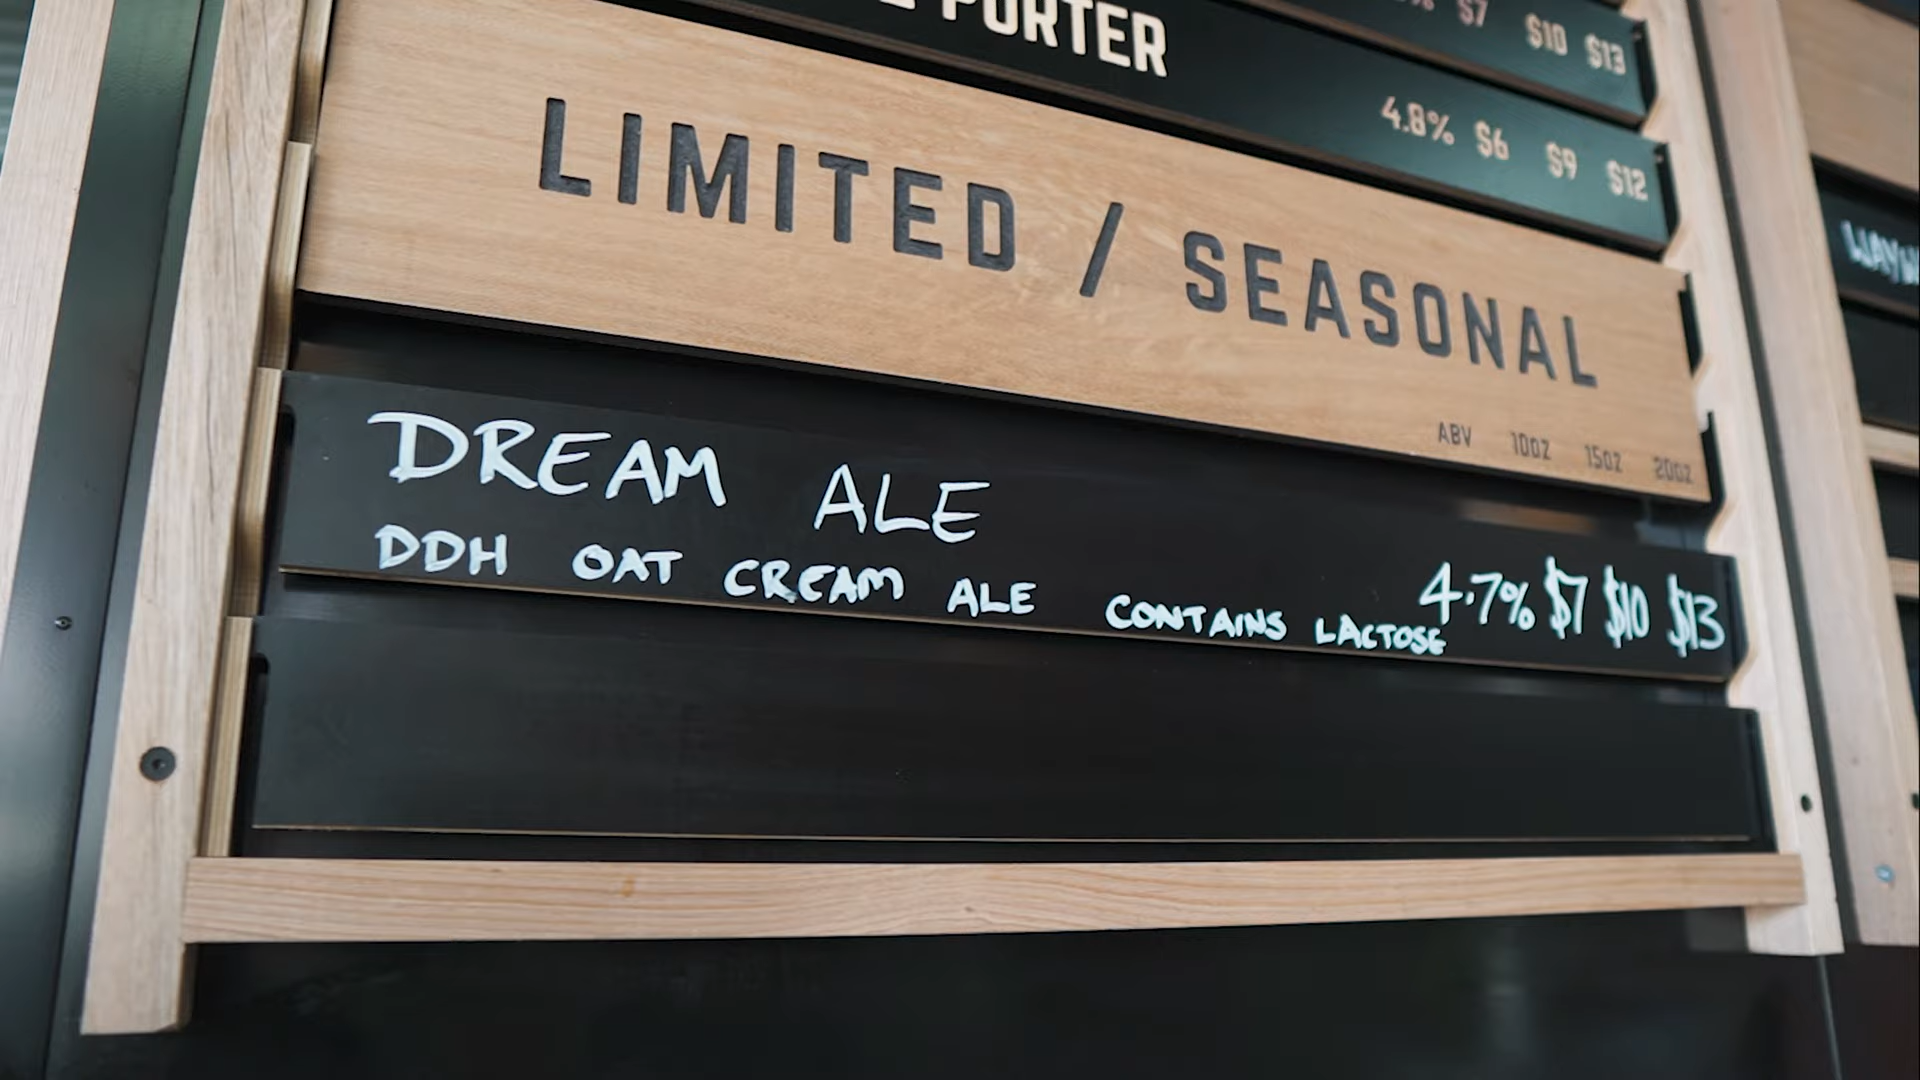 $7 $10 $13
PORTER
4.8% $6 $9 $12
LIMITED / SEASONAL
ABV 10OZ 15OZ 20OZ
DREAM ALE
DDH OAT CREAM ALE CONTAINS LACTOSE 4.7% $7 $10 $13